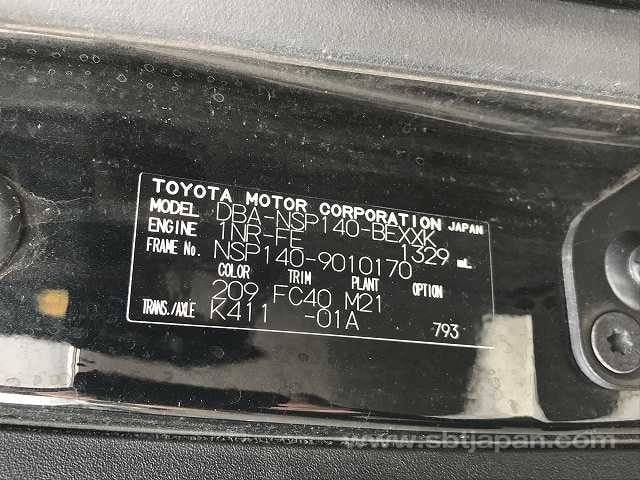 TOYOTA MOTOR CORPORATION JAPAN
MODEL DBA-NSP140-BEXXK
ENGINE 1NR-FE 1329 mL
FRAME No. NSP140-9010170
COLOR TRIM PLANT OPTION
209 FC40 M21
TRANS./AXLE K411 -01A 793
www.sbtjapan.com